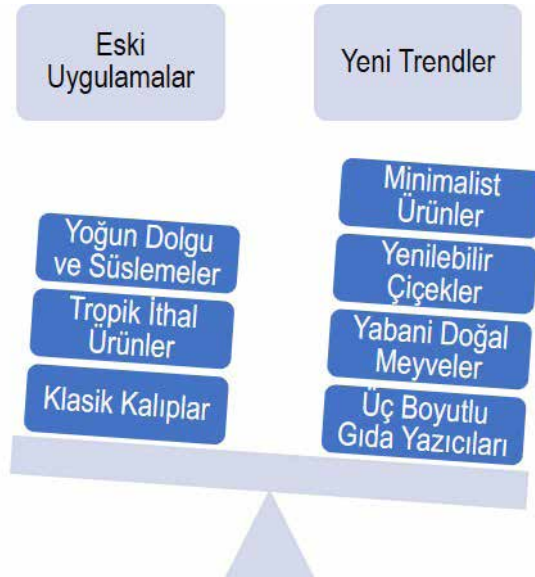 Eski
Uygulamalar
Yeni Trendler
Yoğun Dolgu
ve Süslemeler
Tropik İthal
Ürünler
Klasik Kalıplar
Minimalist
Ürünler
Yenilebilir
Çiçekler
Yabani Doğal
Meyveler
Üç Boyutlu
Gıda Yazıcıları